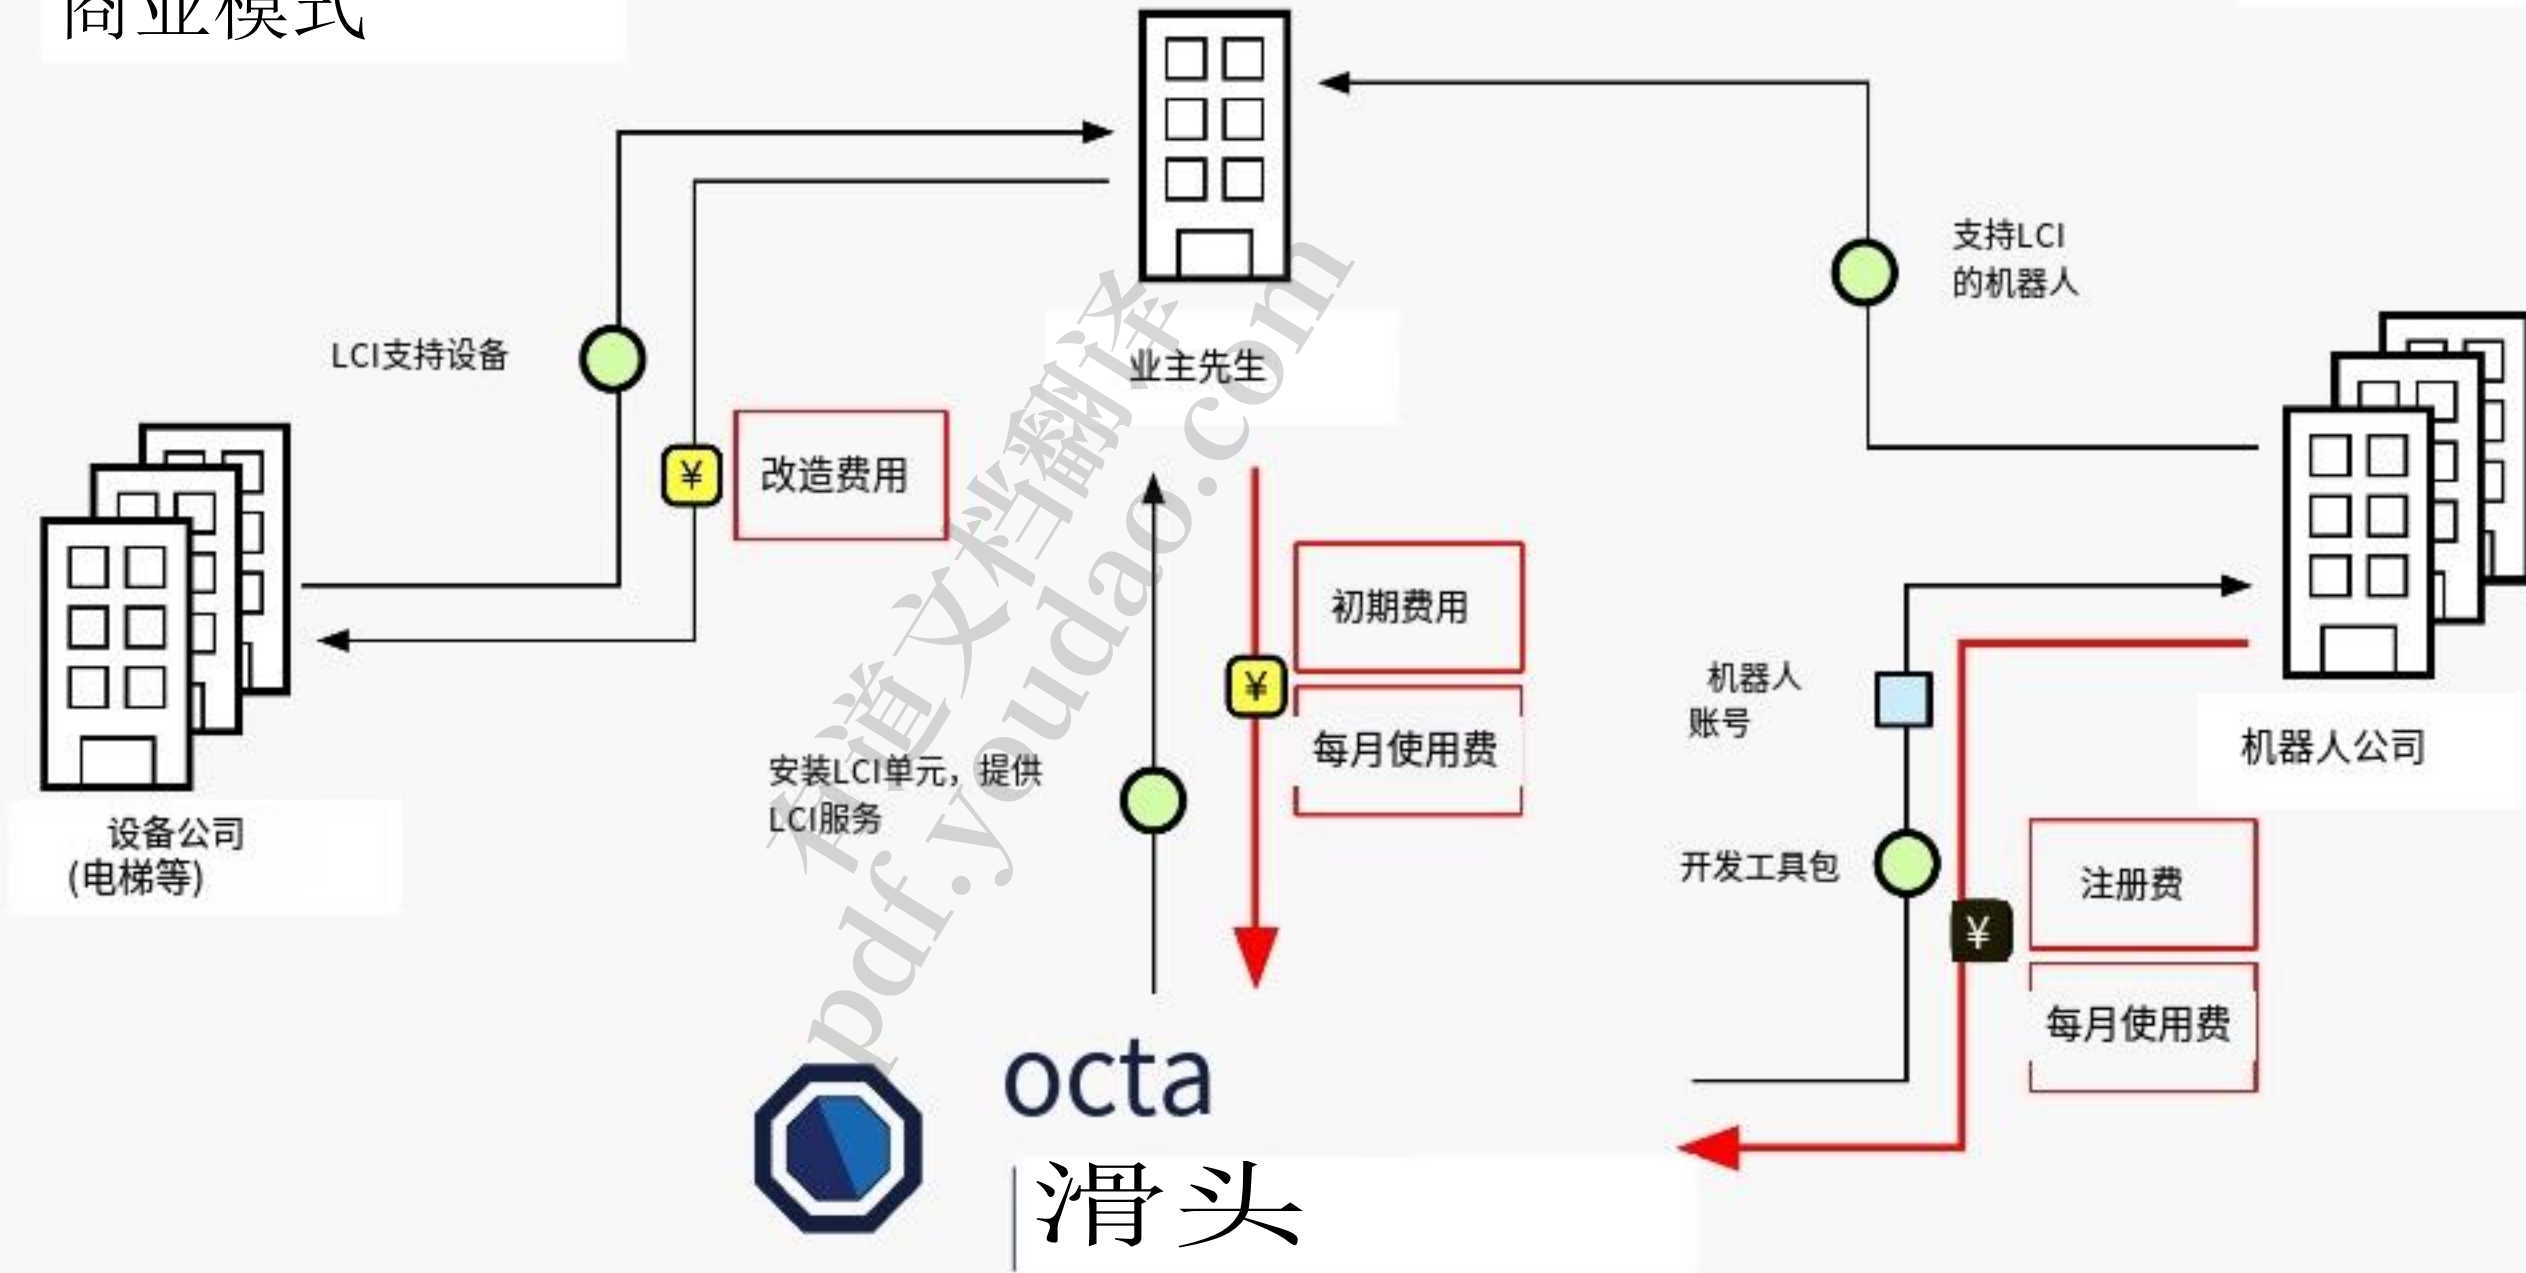 商业模式
支持LCI
的机器人
LCI支持设备
业主先生
¥
改造费用
初期费用
¥
每月使用费
机器人
账号
机器人公司
安装LCI单元，提供
LCI服务
设备公司
(电梯等)
开发工具包
注册费
¥
每月使用费
octa
滑头
有道文档翻译
pdf.youdao.com